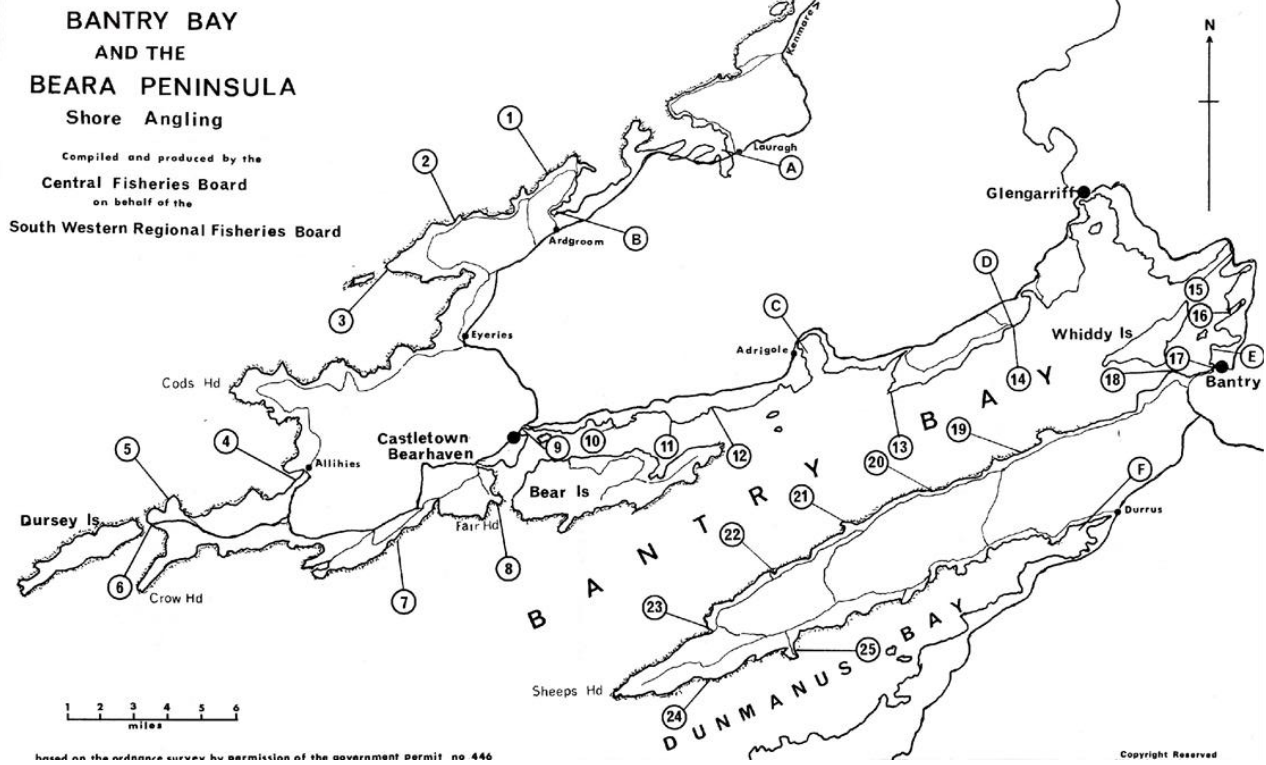 BANTRY BAY
AND THE
BEARA PENINSULA
Shore Angling
Compiled and produced by the
Central Fisheries Board
on behalf of the
South Western Regional Fisheries Board
N
Kenmare
1
2
Lauragh
A
B
Ardgroom
3
Glengarriff
D
C
15
16
Whiddy Is
Eyeries
Adrigole
E
17
18
Bantry
14
Cods Hd
Castletown
Bearhaven
9
10
11
12
13
19
4
5
Allihies
20
F
Bear Is
21
Dursey Is
Fair Hd
Durrus
22
8
6
Crow Hd
7
23
BANTRY BAY
25
Sheeps Hd
24
DUNMANUS BAY
1 2 3 4 5 6
miles
based on the ordnance survey by permission of the government permit no 446
Copyright Reserved